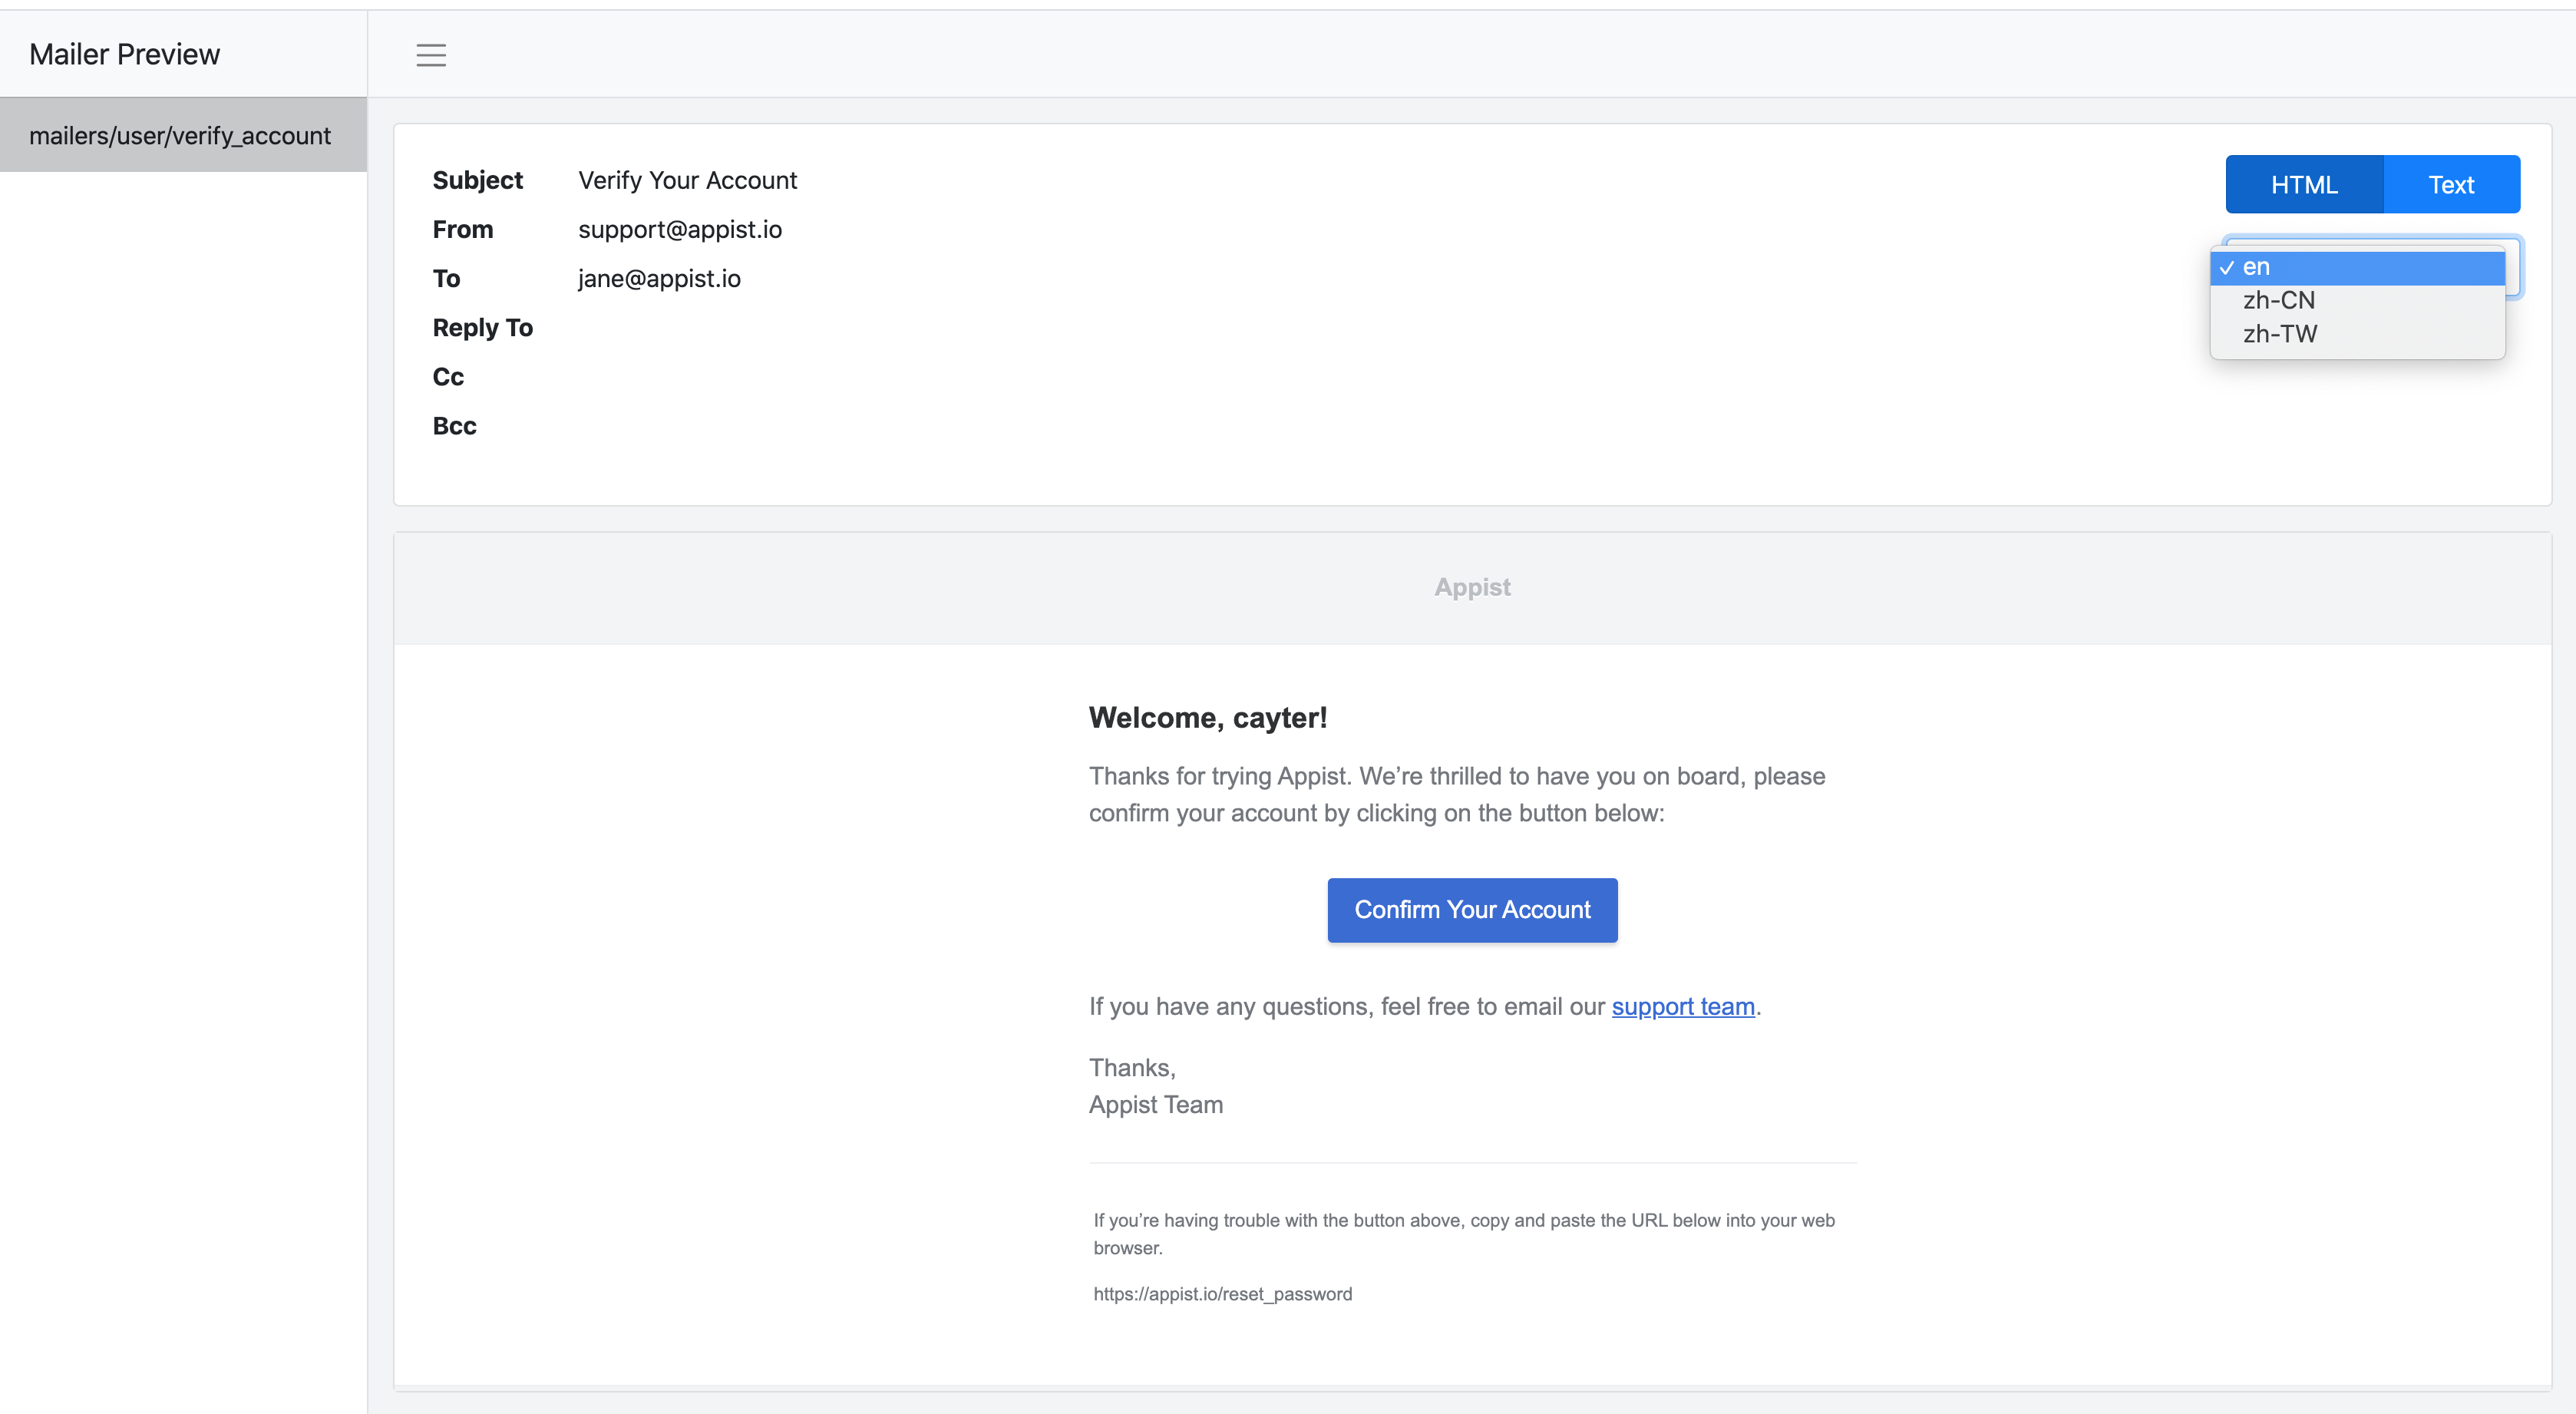 Mailer Preview
mailers/user/verify_account
Subject Verify Your Account
From support@appist.io
To jane@appist.io
Reply To
Cc
Bcc
HTML Text
✓ en
zh-CN
zh-TW
Appist
Welcome, cayter!
Thanks for trying Appist. We’re thrilled to have you on board, please
confirm your account by clicking on the button below:
Confirm Your Account
If you have any questions, feel free to email our support team.
Thanks,
Appist Team
If you’re having trouble with the button above, copy and paste the URL below into your web
browser.
https://appist.io/reset_password